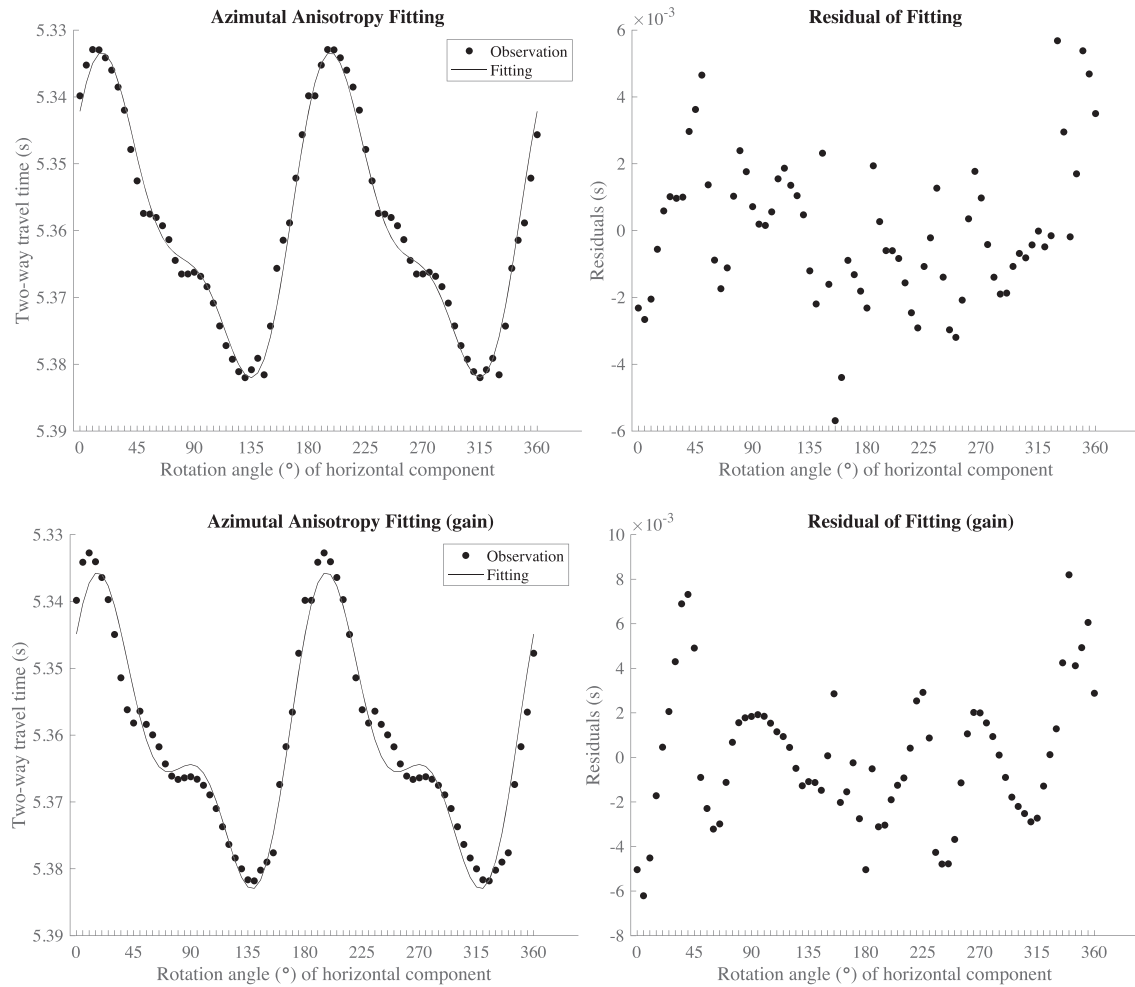 Azimutal Anisotropy Fitting
5.33
5.34
5.35
5.36
5.37
5.38
5.39
Two-way travel time (s)
Observation
Fitting
0 45 90 135 180 225 270 315 360
Rotation angle (°) of horizontal component
Residual of Fitting
×10-3
6
4
2
0
-2
-4
-6
Residuals (s)
0 45 90 135 180 225 270 315 360
Rotation angle (°) of horizontal component
Azimutal Anisotropy Fitting (gain)
5.33
5.34
5.35
5.36
5.37
5.38
5.39
Two-way travel time (s)
Observation
Fitting
0 45 90 135 180 225 270 315 360
Rotation angle (°) of horizontal component
Residual of Fitting (gain)
×10-3
10
8
6
4
2
0
-2
-4
-6
-8
Residuals (s)
0 45 90 135 180 225 270 315 360
Rotation angle (°) of horizontal component